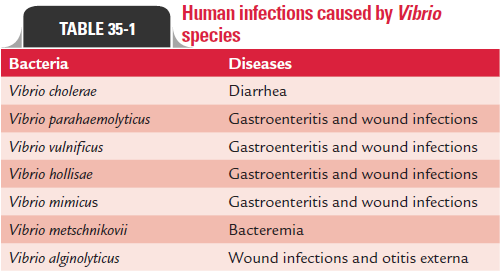 TABLE 35-1
Human infections caused by Vibrio
species
Bacteria Diseases
Vibrio cholerae Diarrhea
Vibrio parahaemolyticus Gastroenteritis and wound infections
Vibrio vulnificus Gastroenteritis and wound infections
Vibrio hollisae Gastroenteritis and wound infections
Vibrio mimicus Gastroenteritis and wound infections
Vibrio metschnikovii Bacteremia
Vibrio alginolyticus Wound infections and otitis externa